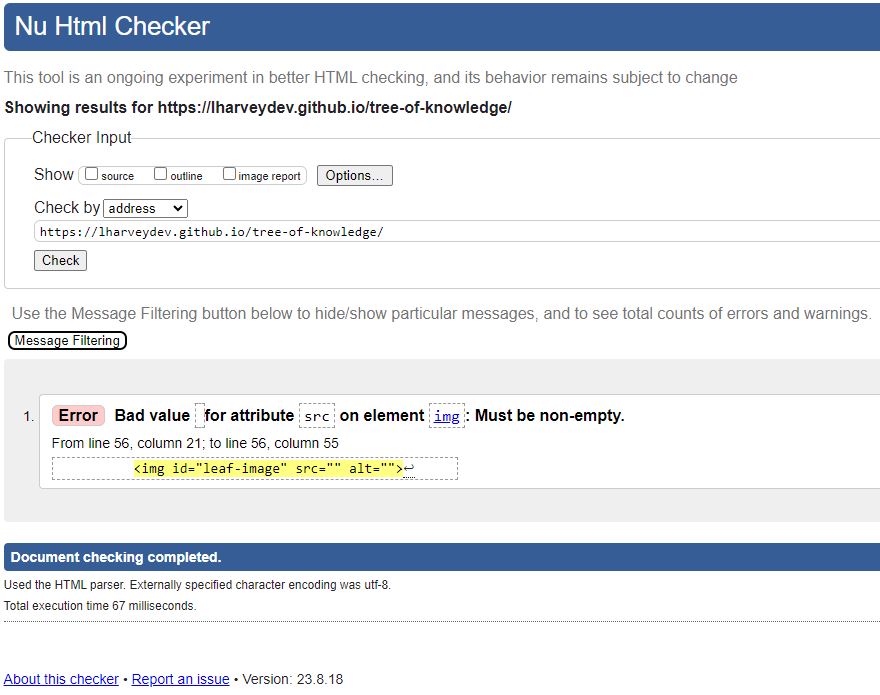 Nu Html Checker
This tool is an ongoing experiment in better HTML checking, and its behavior remains subject to change
Showing results for https://lharveydev.github.io/tree-of-knowledge/
Checker Input
Show source outline image report Options...
Check by address
https://lharveydev.github.io/tree-of-knowledge/
Check
Use the Message Filtering button below to hide/show particular messages, and to see total counts of errors and warnings.
Message Filtering
1. Error Bad value for attribute src on element img: Must be non-empty.
From line 56, column 21; to line 56, column 55
<img id="leaf-image" src="" alt="">↩
Document checking completed.
Used the HTML parser. Externally specified character encoding was utf-8.
Total execution time 67 milliseconds.
About this checker • Report an issue • Version: 23.8.18